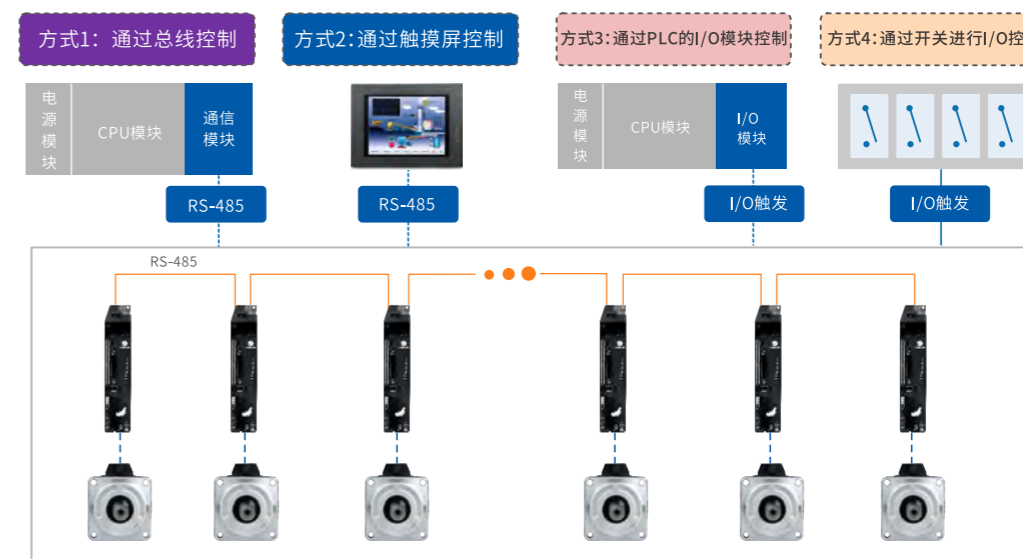 方式1：通过总线控制
方式2：通过触摸屏控制
方式3：通过PLC的I/O模块控制
方式4：通过开关进行I/O控
电源模块
CPU模块
通信模块
电源模块
CPU模块
I/O模块
RS-485
RS-485
I/O触发
I/O触发
RS-485